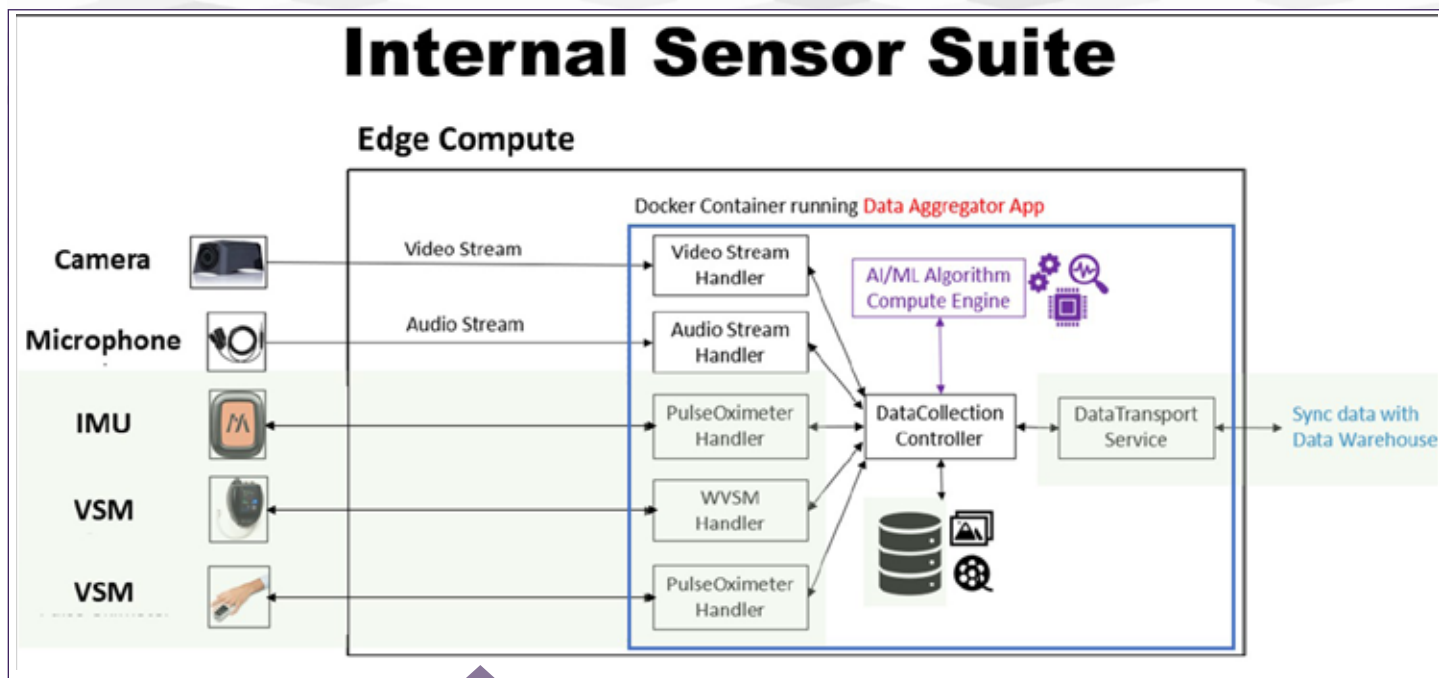 Internal Sensor Suite
Edge Compute
Docker Container running Data Aggregator App
Camera
Video Stream
Video Stream
Handler
AI/ML Algorithm
Compute Engine
Microphone
Audio Stream
Audio Stream
Handler
IMU
PulseOximeter
Handler
DataCollection
Controller
DataTransport
Service
Sync data with
Data Warehouse
VSM
WVSM
Handler
VSM
PulseOximeter
Handler